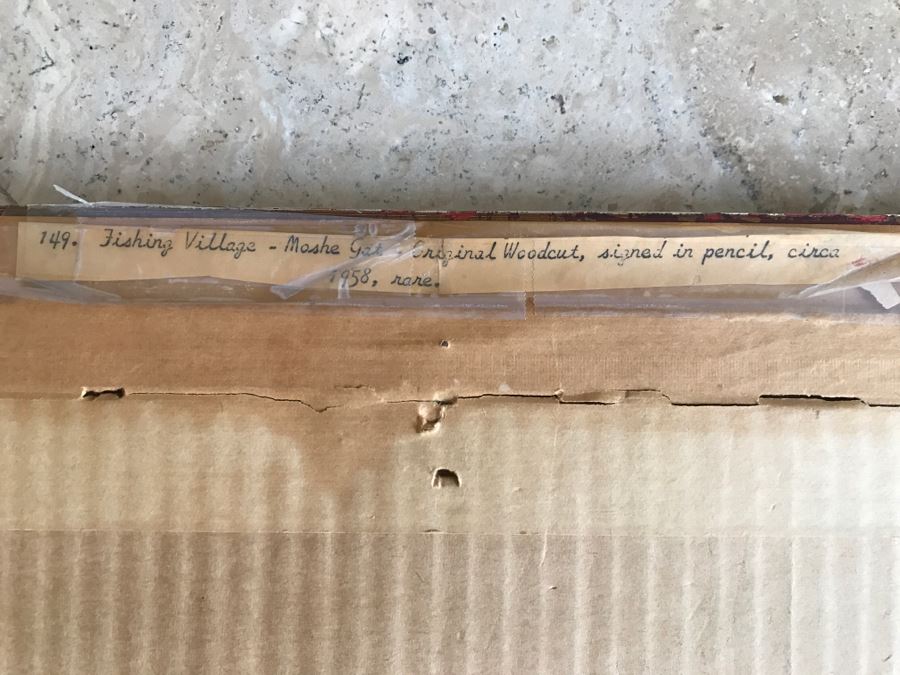 149. Fishing Village - Moshe Gat, Original Woodcut, signed in pencil, circa
1958, rare.